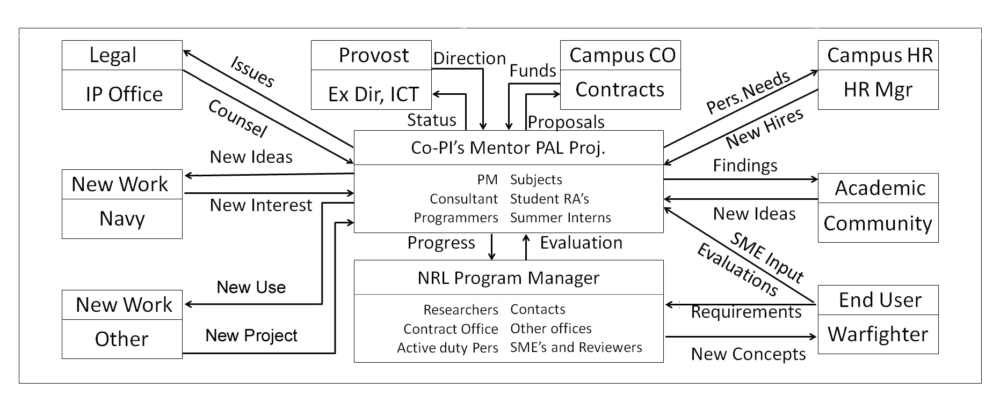 Legal
IP Office
Issues
Counsel
Provost
Ex Dir, ICT
Direction
Status
Campus CO
Contracts
Funds
Proposals
Campus HR
HR Mgr
Pers. Needs
New Hires
Co-PI's Mentor PAL Proj.
PM Subjects
Consultant Student RA's
Programmers Summer Interns
New Ideas
New Work
Navy
New Interest
Findings
Academic
Community
New Ideas
Progress
Evaluation
SME Input
Evaluations
NRL Program Manager
Researchers Contacts
Contract Office Other offices
Active duty Pers SME's and Reviewers
New Use
New Work
Other
New Project
End User
Warfighter
Requirements
New Concepts